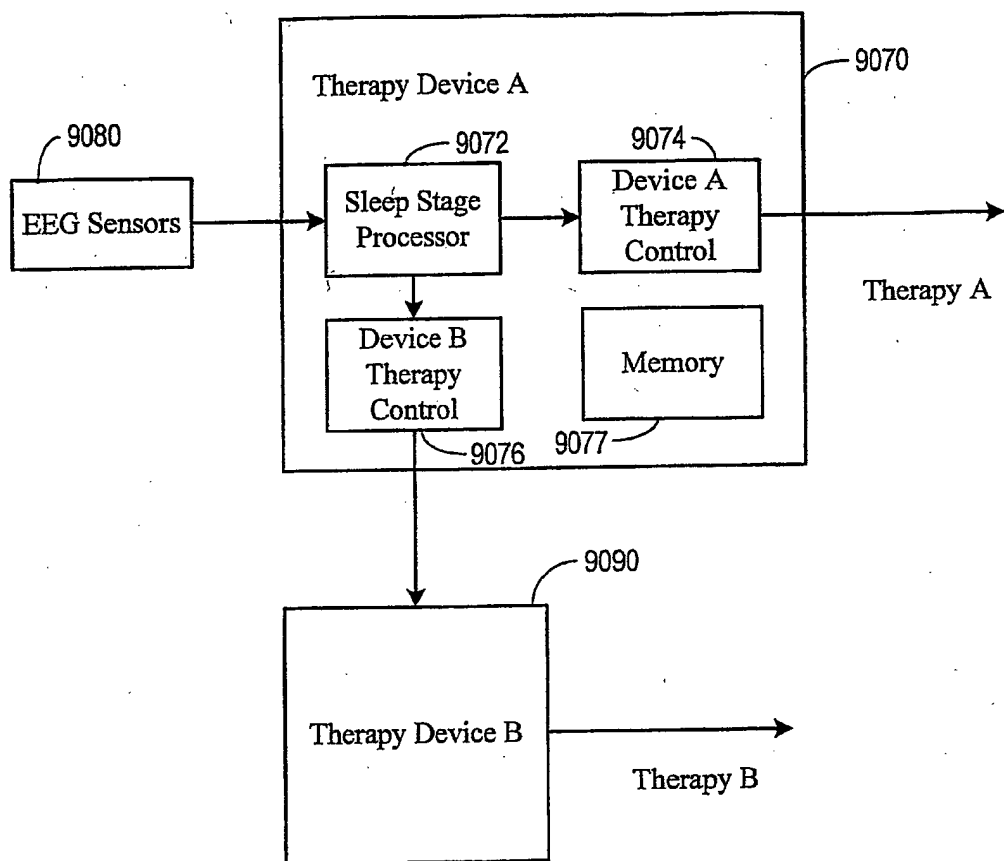 9070
Therapy Device A
9080
9072
9074
EEG Sensors
Sleep Stage
Processor
Device A
Therapy
Control
Therapy A
Device B
Therapy
Control
Memory
9076
9077
9090
Therapy Device B
Therapy B